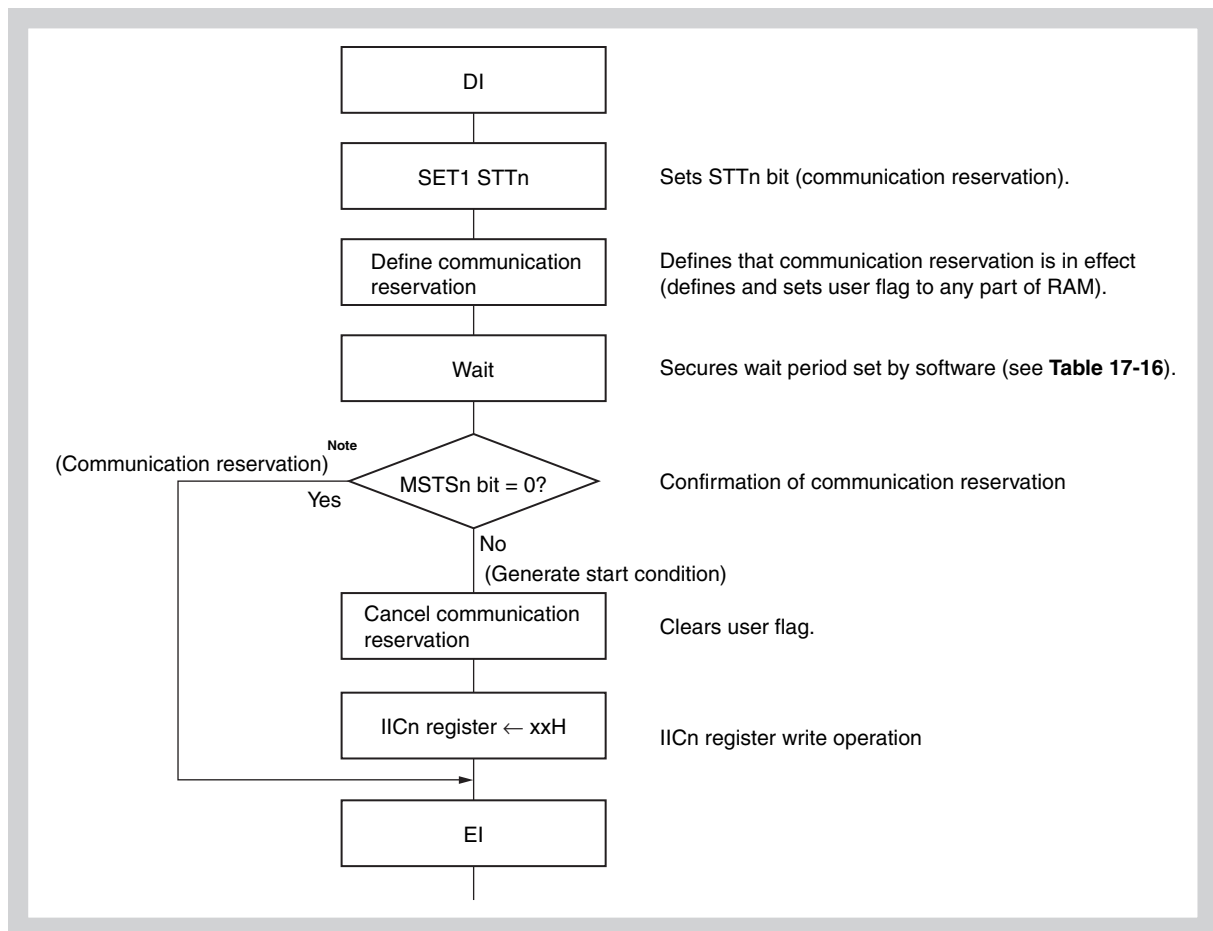 DI
SET1 STTn
Sets STTn bit (communication reservation).
Define communication
reservation
Defines that communication reservation is in effect
(defines and sets user flag to any part of RAM).
Wait
Secures wait period set by software (see Table 17-16).
(Communication reservation) Note
Yes
MSTSn bit = 0?
Confirmation of communication reservation
No
(Generate start condition)
Cancel communication
reservation
Clears user flag.
IICn register ← xxH
IICn register write operation
EI